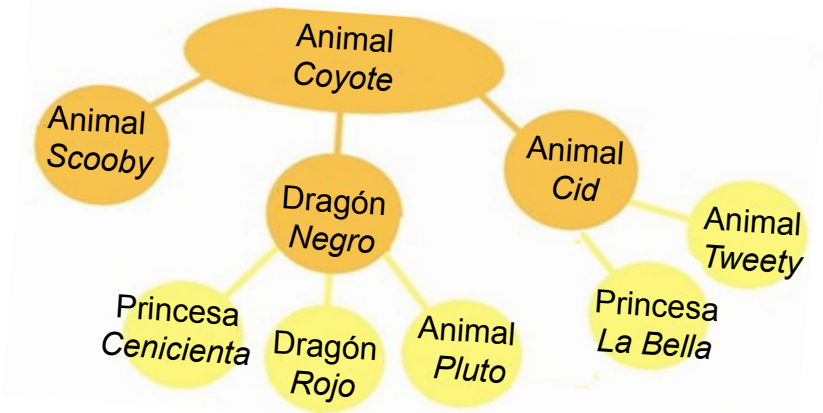 Animal
Coyote
Animal
Scooby
Dragón
Negro
Animal
Cid
Animal
Tweety
Princesa
Cenicienta
Dragón
Rojo
Animal
Pluto
Princesa
La Bella